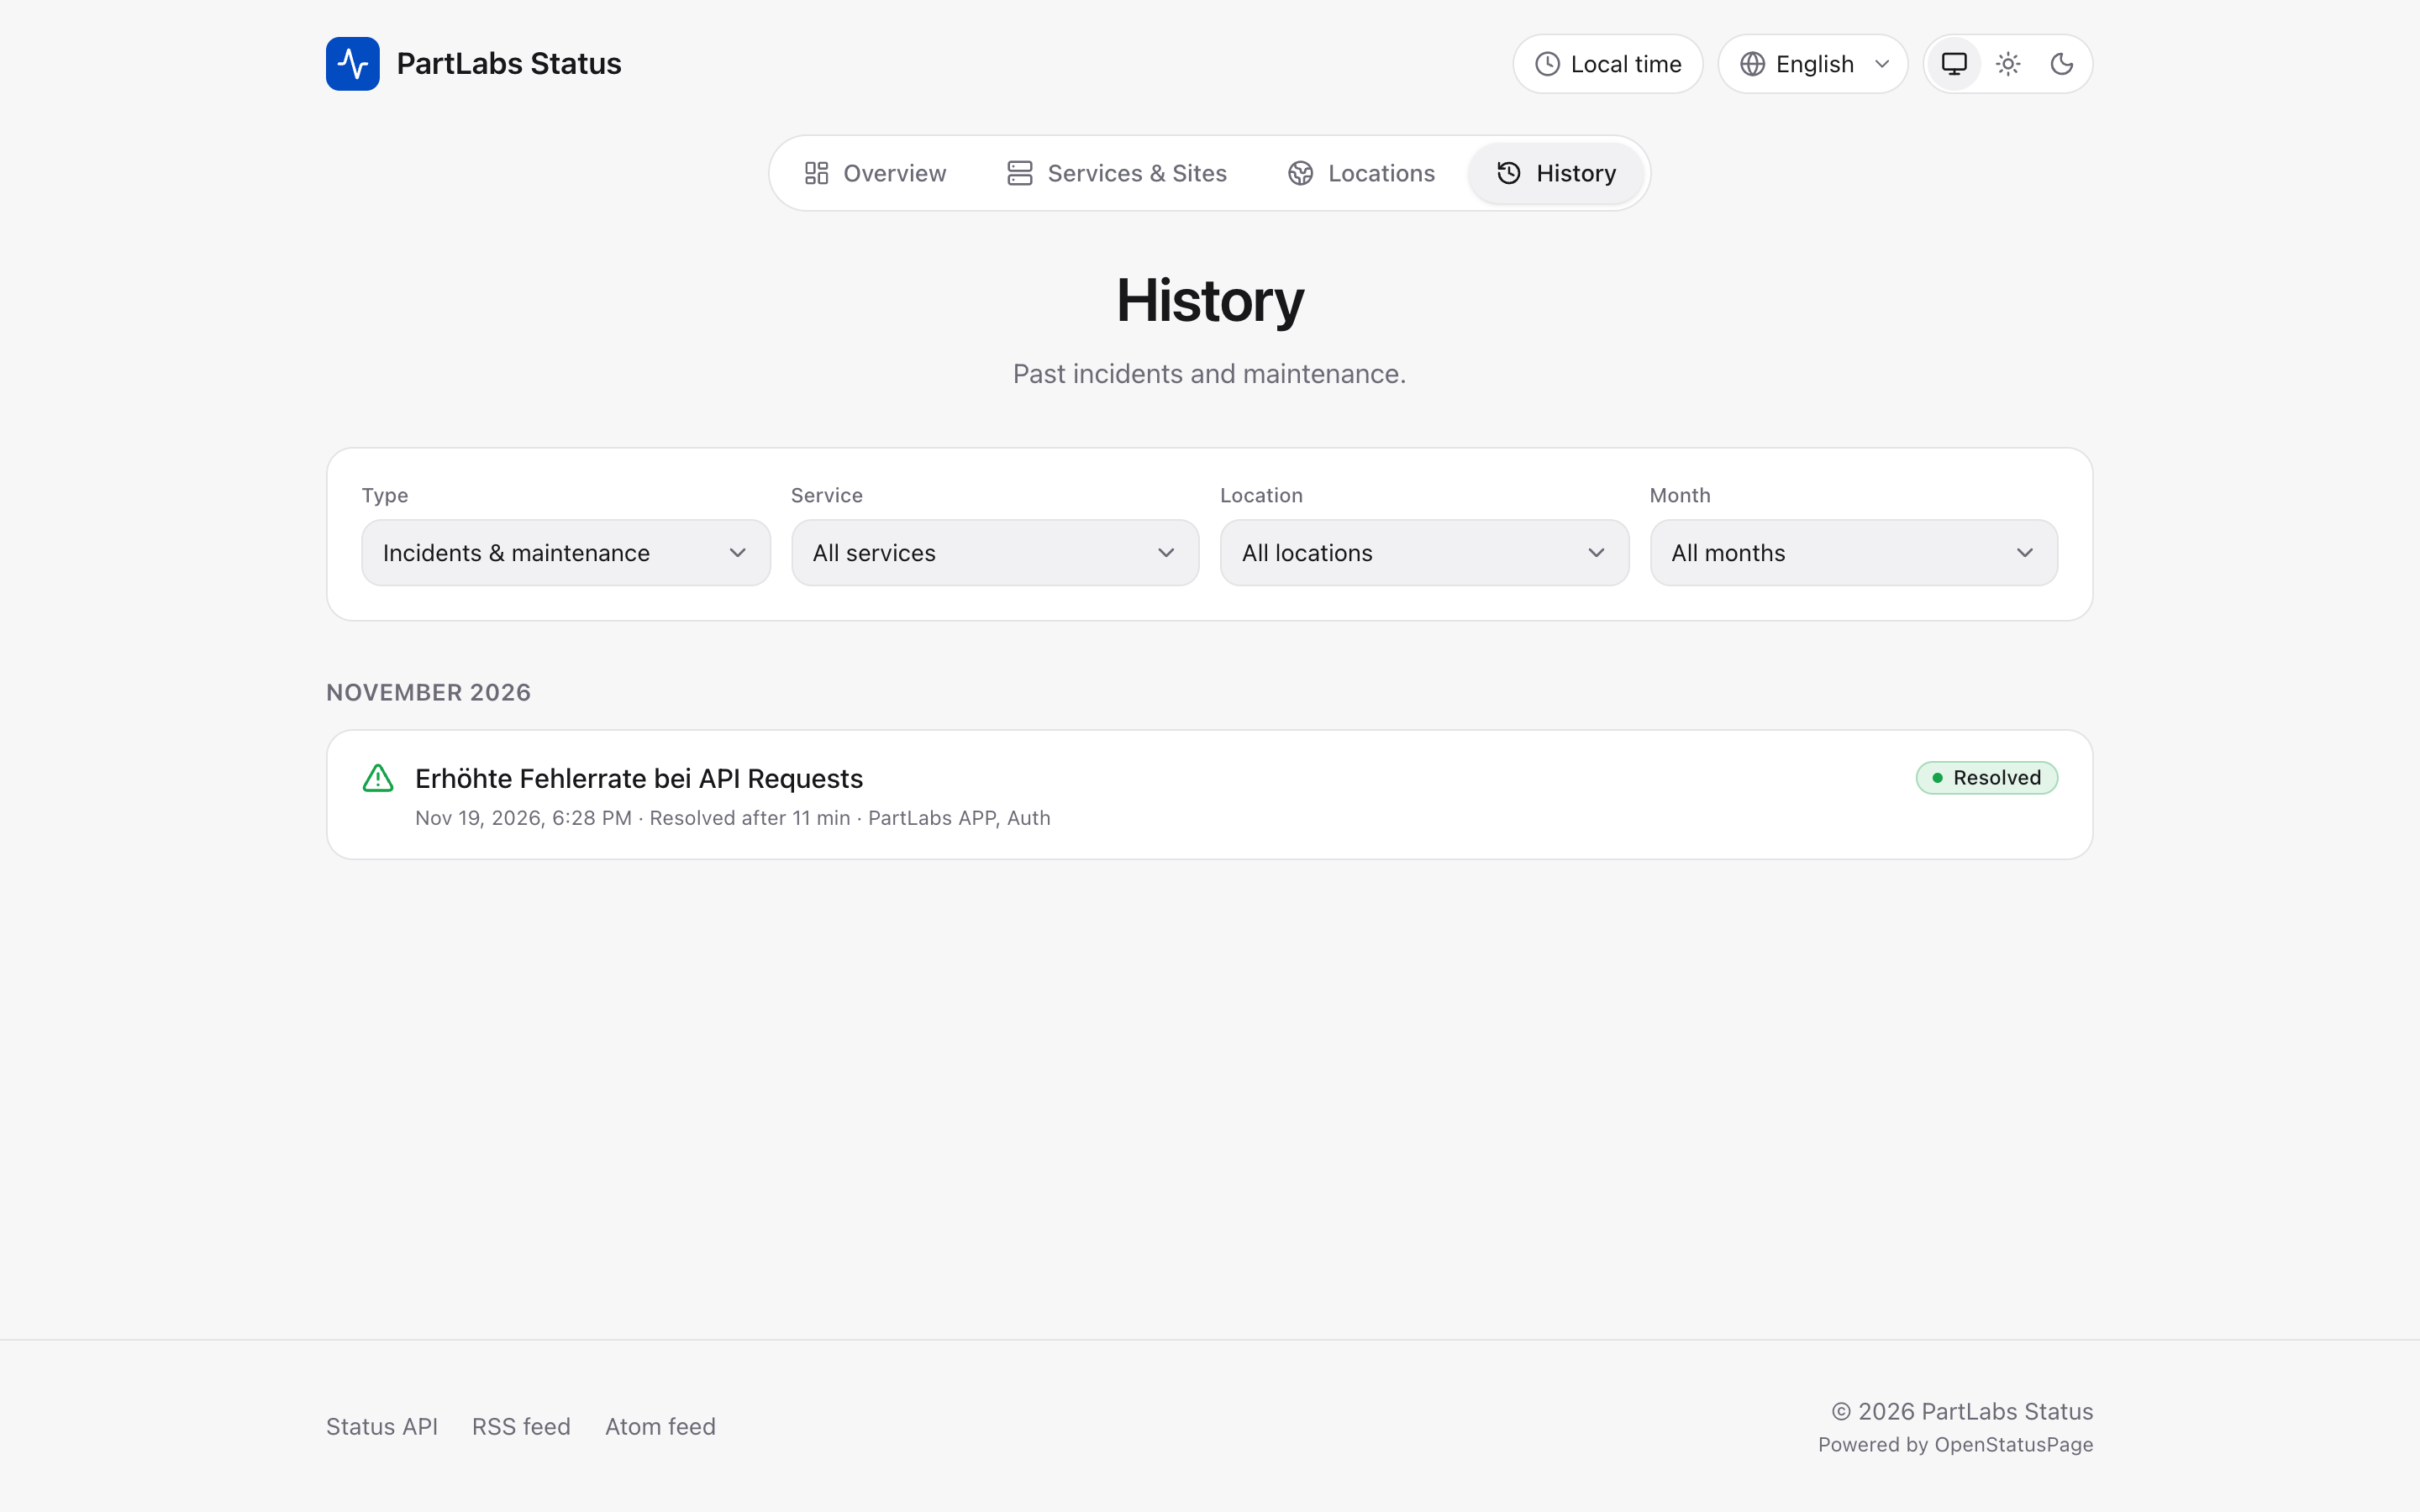 PartLabs Status
Local time
English
Overview
Services & Sites
Locations
History
History
Past incidents and maintenance.
Type
Service
Location
Month
Incidents & maintenance
All services
All locations
All months
NOVEMBER 2026
Erhöhte Fehlerrate bei API Requests
Resolved
Nov 19, 2026, 6:28 PM · Resolved after 11 min · PartLabs APP, Auth
Status API
RSS feed
Atom feed
© 2026 PartLabs Status
Powered by OpenStatusPage